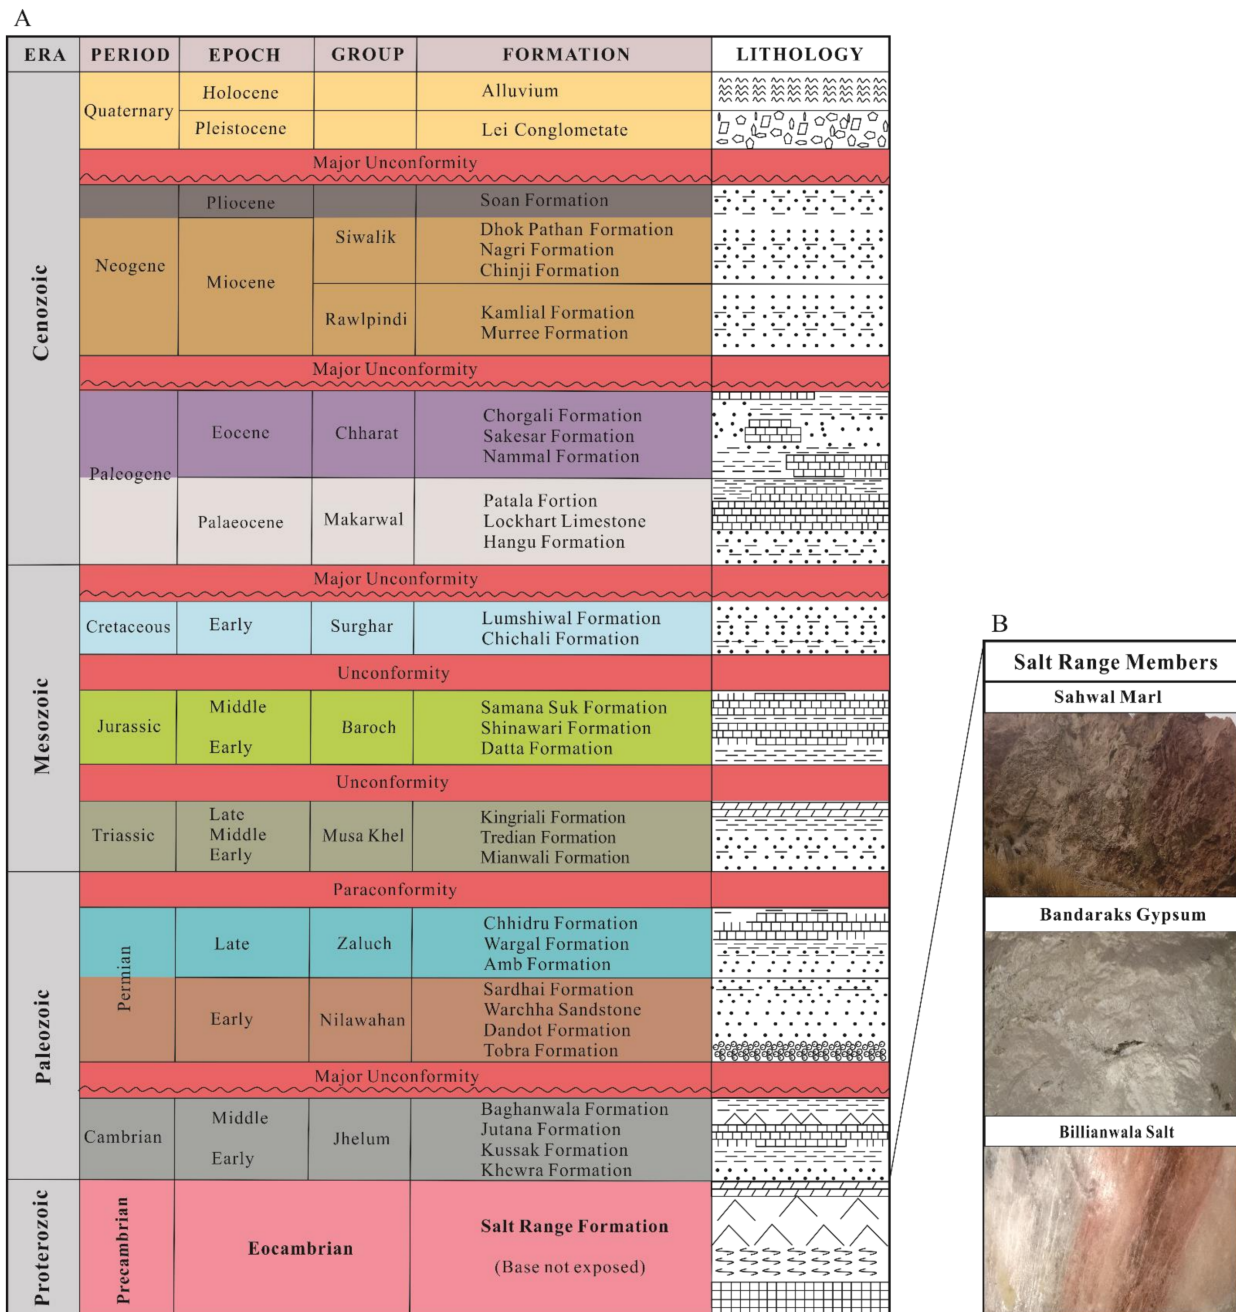 A
ERA PERIOD EPOCH GROUP FORMATION LITHOLOGY
Cenozoic
Quaternary
Holocene
Alluvium
Pleistocene
Lei Conglometate
Major Unconformity
Neogene
Pliocene
Soan Formation
Miocene
Siwalik
Dhok Pathan Formation
Nagri Formation
Chinji Formation
Rawlpindi
Kamlial Formation
Murree Formation
Major Unconformity
Paleogene
Eocene
Chharat
Chorgali Formation
Sakesar Formation
Nammal Formation
Palaeocene
Makarwal
Patala Fortion
Lockhart Limestone
Hangu Formation
Mesozoic
Major Unconformity
Cretaceous
Early
Surghar
Lumshiwal Formation
Chichali Formation
Unconformity
Jurassic
Middle
Early
Baroch
Samana Suk Formation
Shinawari Formation
Datta Formation
Unconformity
Triassic
Late
Middle
Early
Musa Khel
Kingriali Formation
Tredian Formation
Mianwali Formation
Paleozoic
Paraconformity
Permian
Late
Zaluch
Chhidru Formation
Wargal Formation
Amb Formation
Early
Nilawahan
Sardhai Formation
Warchha Sandstone
Dandot Formation
Tobra Formation
Major Unconformity
Cambrian
Middle
Early
Jhelum
Baghanwala Formation
Jutana Formation
Kussak Formation
Khewra Formation
Proterozoic
Precambrian
Eocambrian
Salt Range Formation
(Base not exposed)
B
Salt Range Members
Sahwal Marl
Bandaraks Gypsum
Billianwala Salt